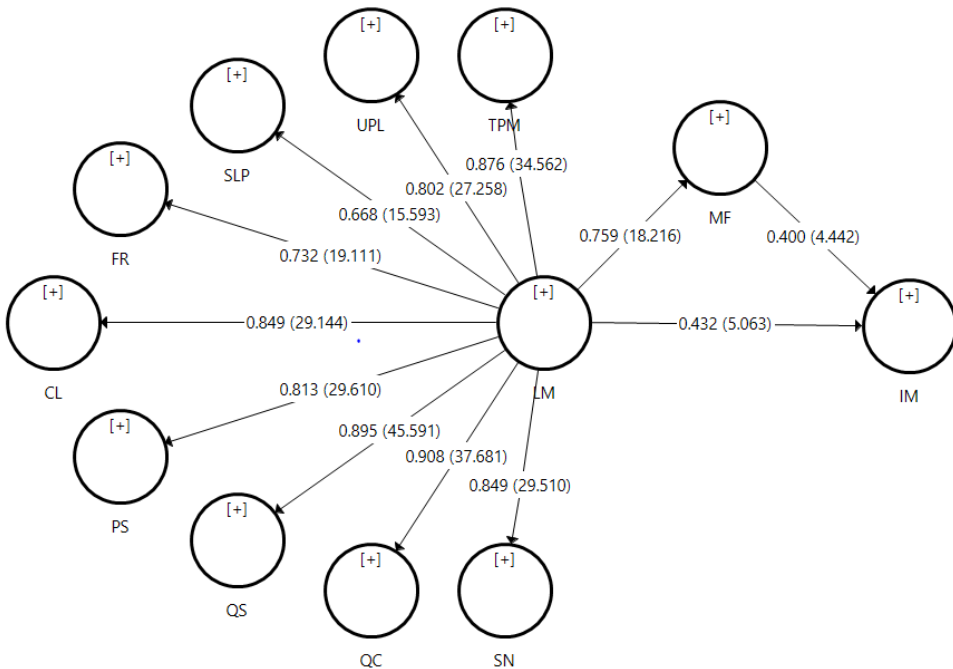 [+]
[+]
UPL
TPM
[+]
SLP
[+]
MF
[+]
FR
0.876 (34.562)
0.802 (27.258)
0.668 (15.593)
0.759 (18.216)
0.400 (4.442)
0.732 (19.111)
[+]
CL
[+]
LM
[+]
IM
0.849 (29.144)
0.432 (5.063)
0.813 (29.610)
0.895 (45.591)
0.908 (37.681)
0.849 (29.510)
[+]
PS
[+]
QS
[+]
QC
[+]
SN